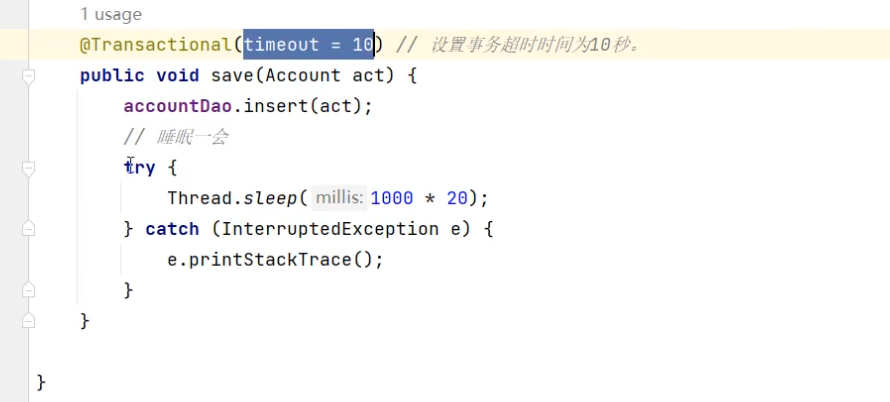 1 usage
@Transactional(timeout = 10) // 设置事务超时时间为10秒。
public void save(Account act) {
accountDao.insert(act);
// 睡眠一会
try {
Thread.sleep( millis: 1000 * 20);
} catch (InterruptedException e) {
e.printStackTrace();
}
}
}